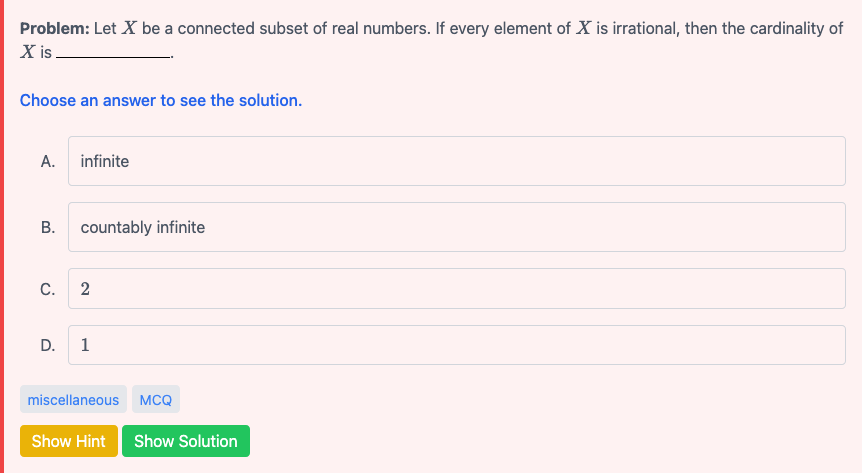 Problem: Let X be a connected subset of real numbers. If every element of X is irrational, then the cardinality of
X is ____________.
Choose an answer to see the solution.
A. infinite
B. countably infinite
C. 2
D. 1
miscellaneous MCQ
Show Hint Show Solution